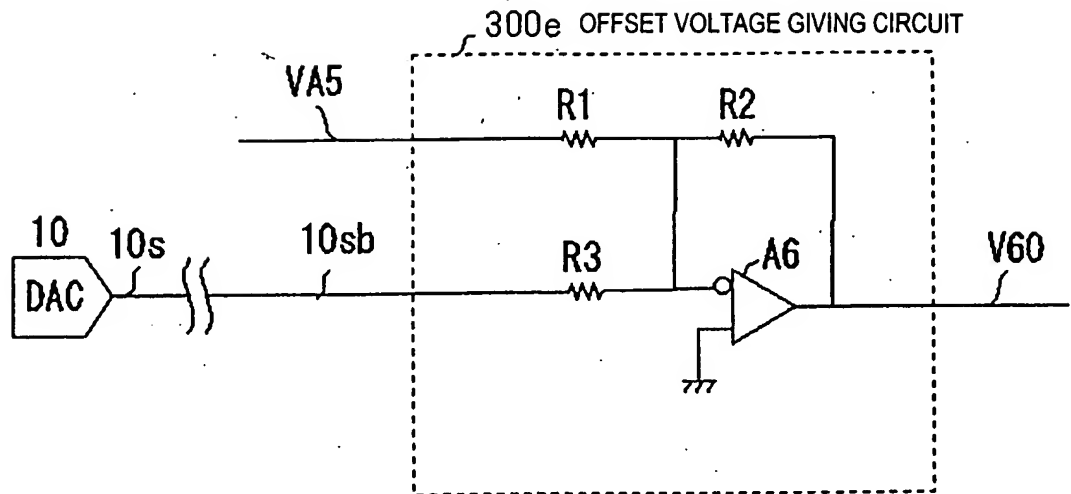 300e OFFSET VOLTAGE GIVING CIRCUIT
VA5
R1
R2
10
10s
10sb
R3
A6
V60
DAC